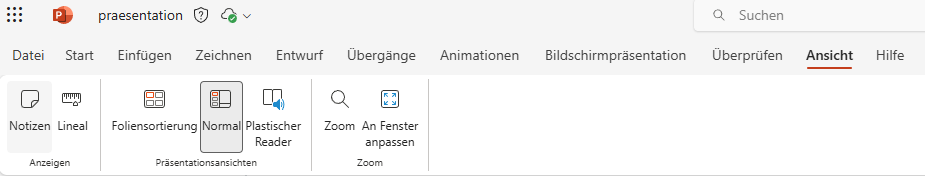 praesentation
Suchen
Datei Start Einfügen Zeichnen Entwurf Übergänge Animationen Bildschirmpräsentation Überprüfen Ansicht Hilfe
Notizen Lineal Foliensortierung Normal Plastischer Reader Zoom An Fenster anpassen
Anzeigen Präsentationsansichten Zoom